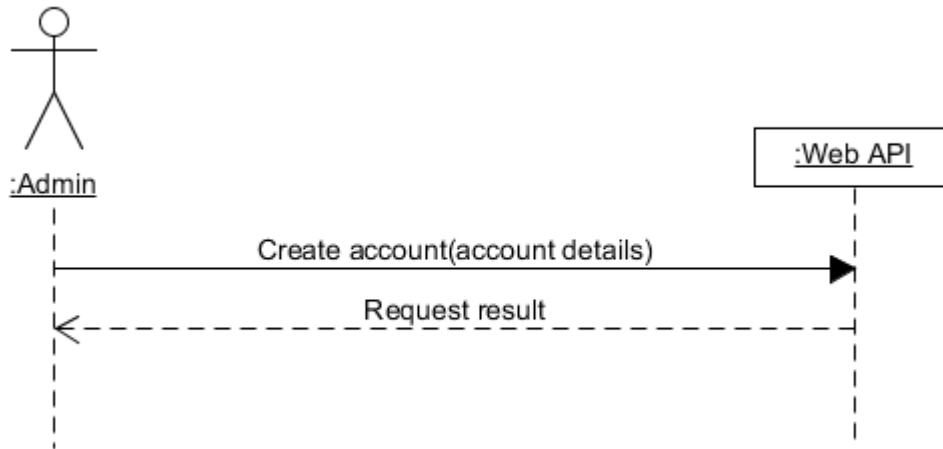 :Admin
:Web API
Create account(account details)
Request result